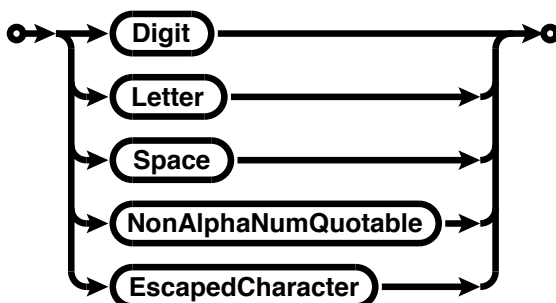 Digit
Letter
Space
NonAlphaNumQuotable
EscapedCharacter